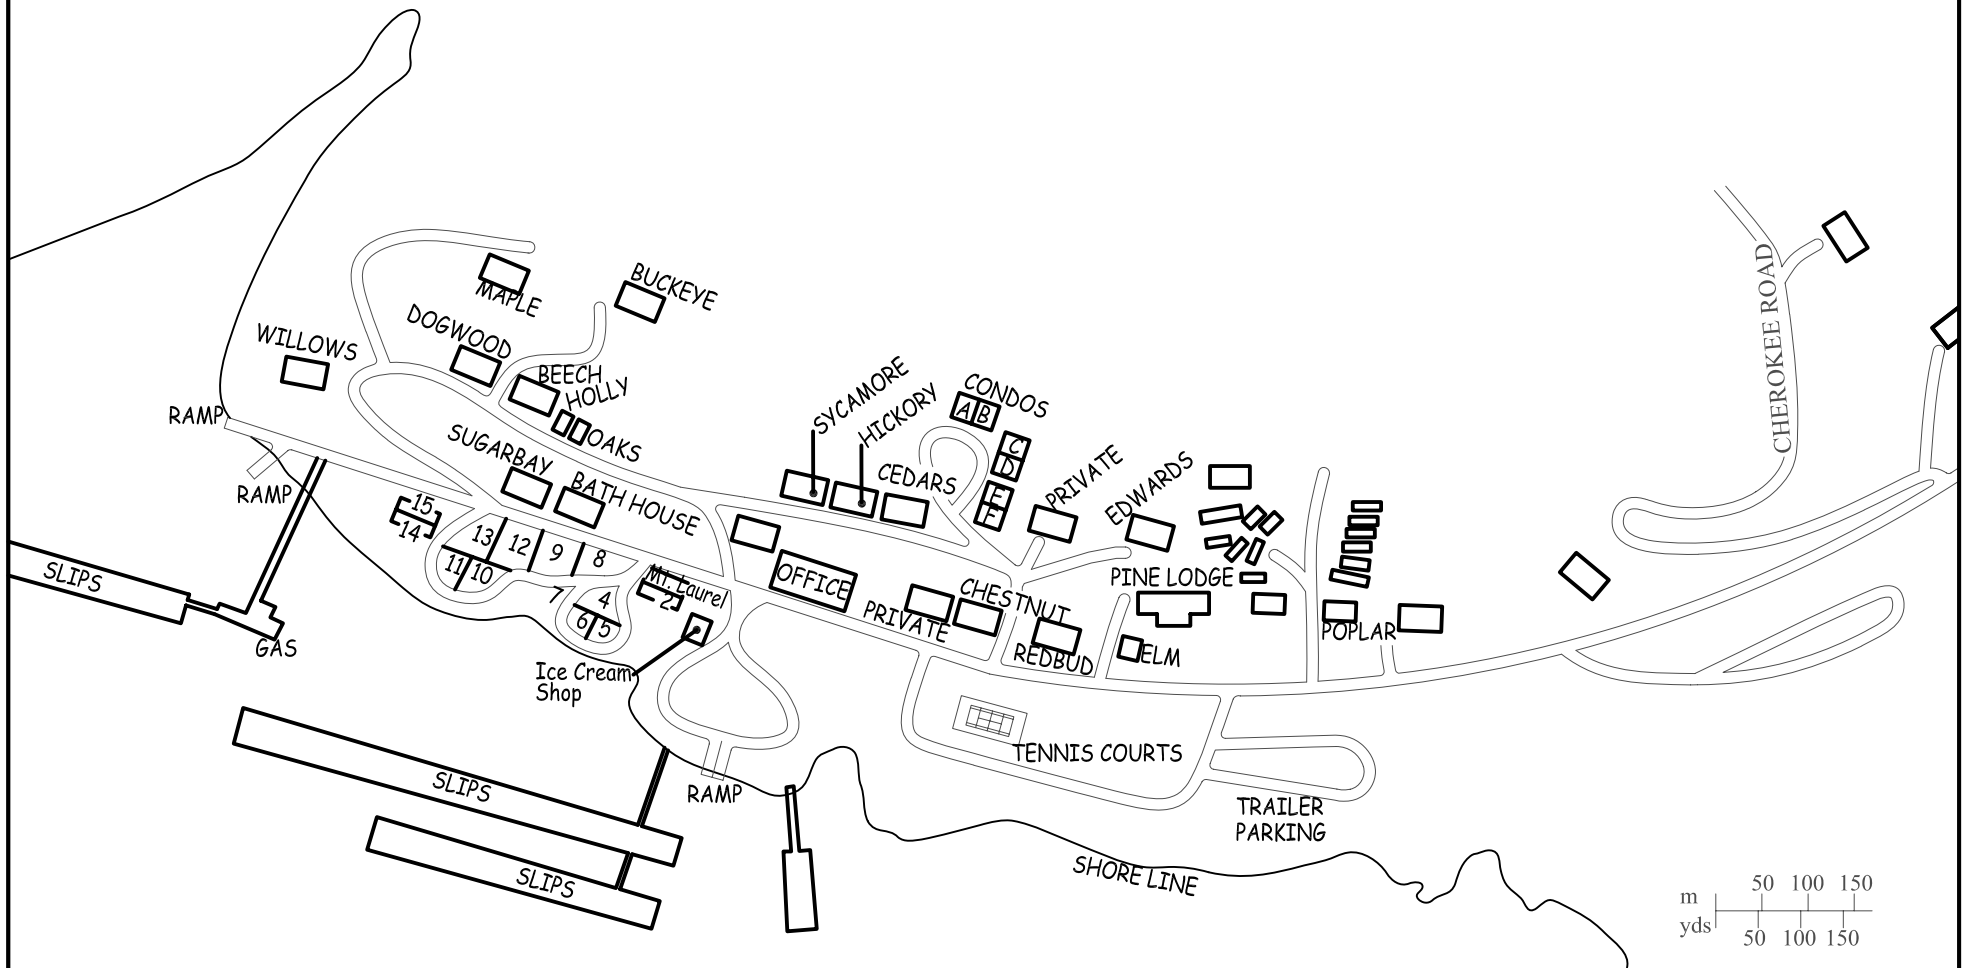 MAPLE
BUCKEYE
DOGWOOD
WILLOWS
BEECH
HOLLY
OAKS
RAMP
RAMP
SUGARBAY
BATH HOUSE
SYCAMORE
HICKORY
CEDARS
CONDOS
A B
C
D
E
F
PRIVATE
EDWARDS
CHEROKEE ROAD
15
14
13
12
9
8
11
10
7
4
6
5
Mt. Laurel
2
OFFICE
PRIVATE
CHESTNUT
PINE LODGE
REDBUD
ELM
POPLAR
SLIPS
GAS
Ice Cream
Shop
TENNIS COURTS
RAMP
TRAILER
PARKING
SLIPS
SLIPS
SHORE LINE
m 50 100 150
yds 50 100 150